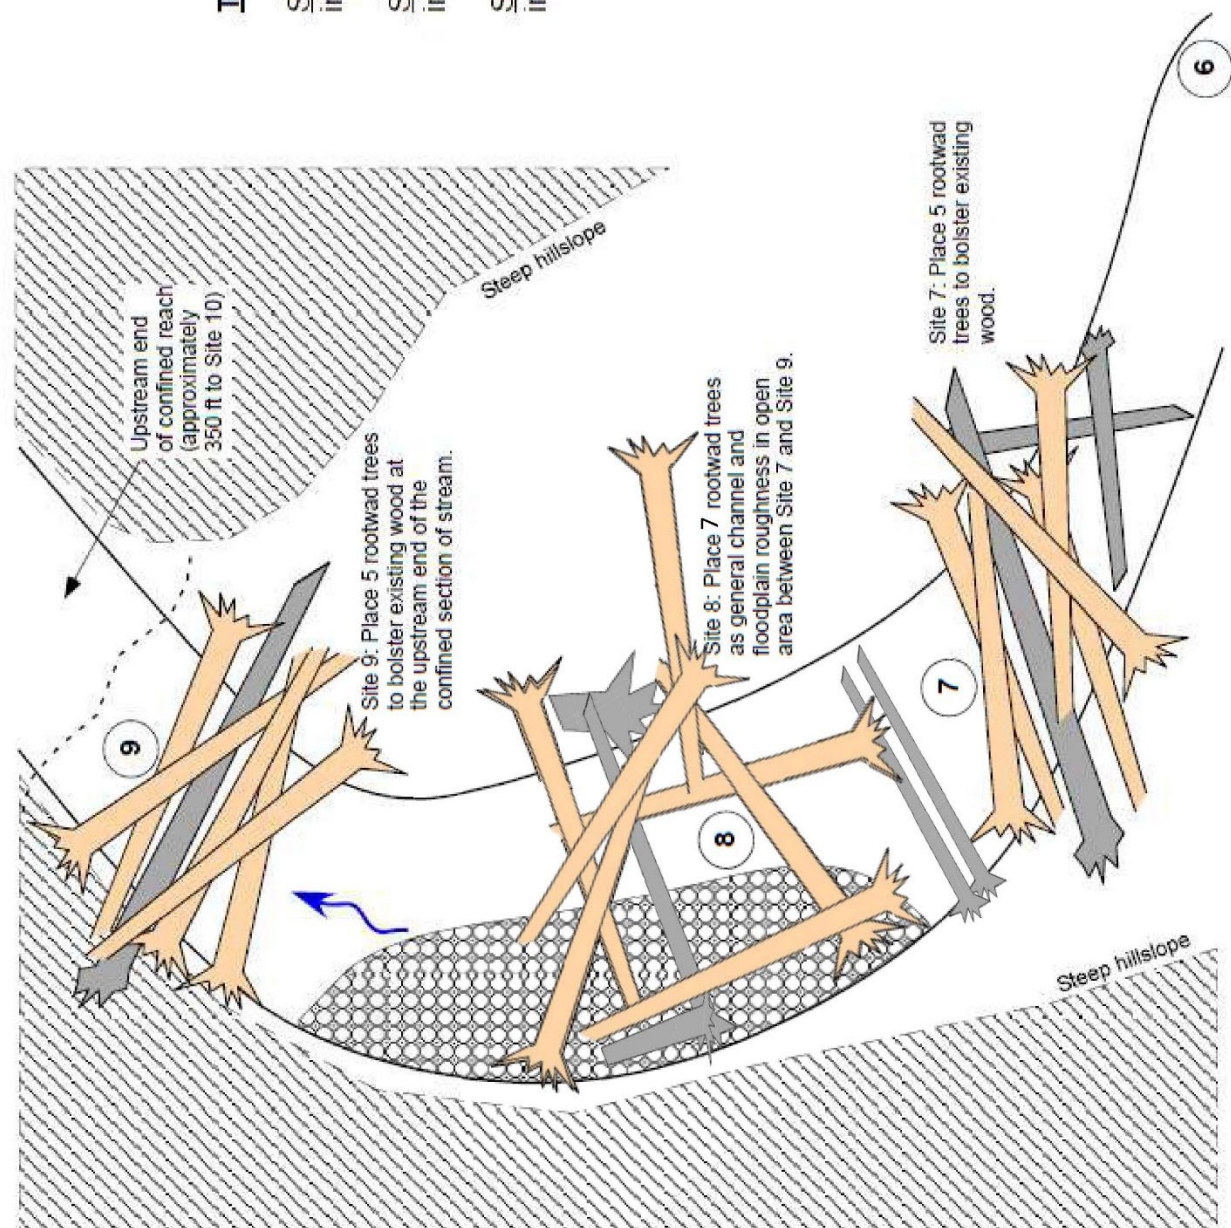 Upstream end
of confined reach
(approximately
350 ft to Site 10)
Steep hillslope
Site 9: Place 5 rootwad trees
to bolster existing wood at
the upstream end of the
confined section of stream.
9
Site 8: Place 7 rootwad trees
as general channel and
floodplain roughness in open
area between Site 7 and Site 9.
8
Site 7: Place 5 rootwad
trees to bolster existing
wood.
7
6
Steep hillslope